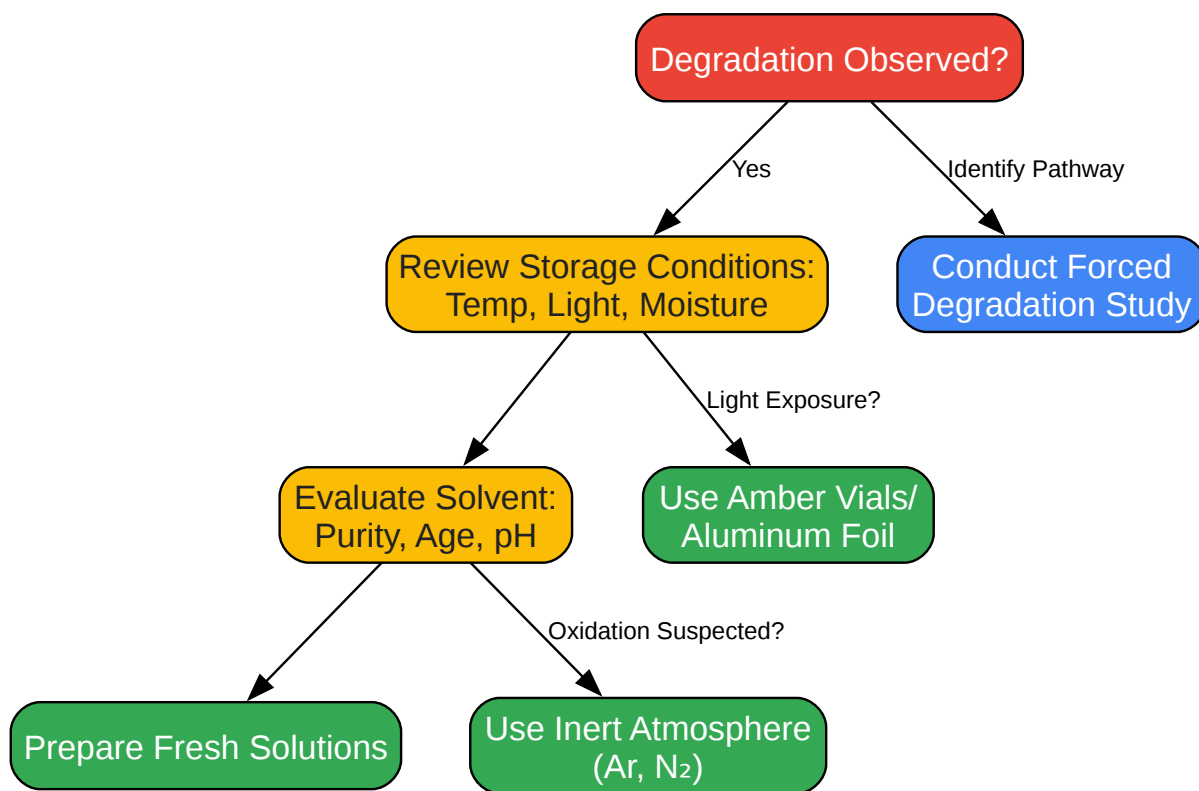 Degradation Observed?
Yes
Identify Pathway
Review Storage Conditions:
Temp, Light, Moisture
Conduct Forced
Degradation Study
Light Exposure?
Evaluate Solvent:
Purity, Age, pH
Use Amber Vials/
Aluminum Foil
Oxidation Suspected?
Prepare Fresh Solutions
Use Inert Atmosphere
(Ar, N₂)